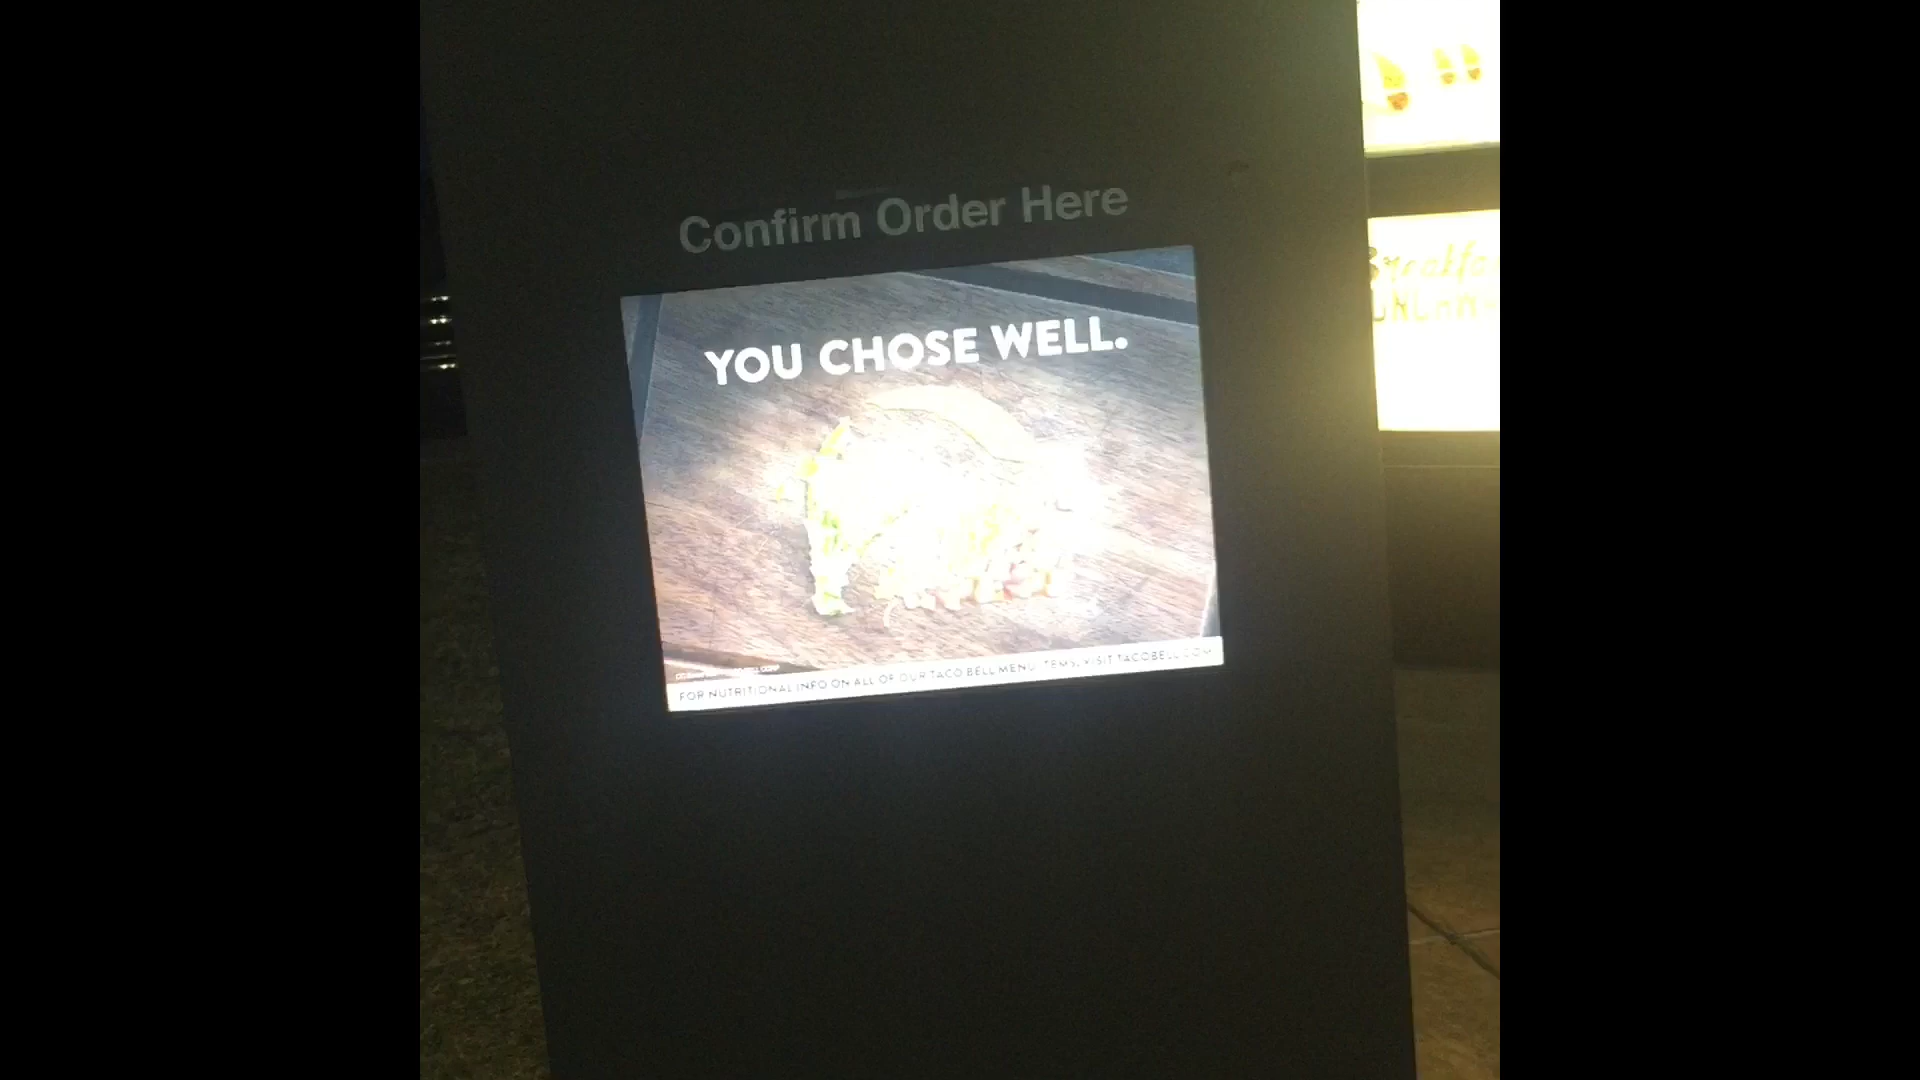 Confirm Order Here
YOU CHOSE WELL.
FOR NUTRITIONAL INFO ON ALL OF OUR TACO BELL MENU ITEMS, VISIT TACOBELL.COM